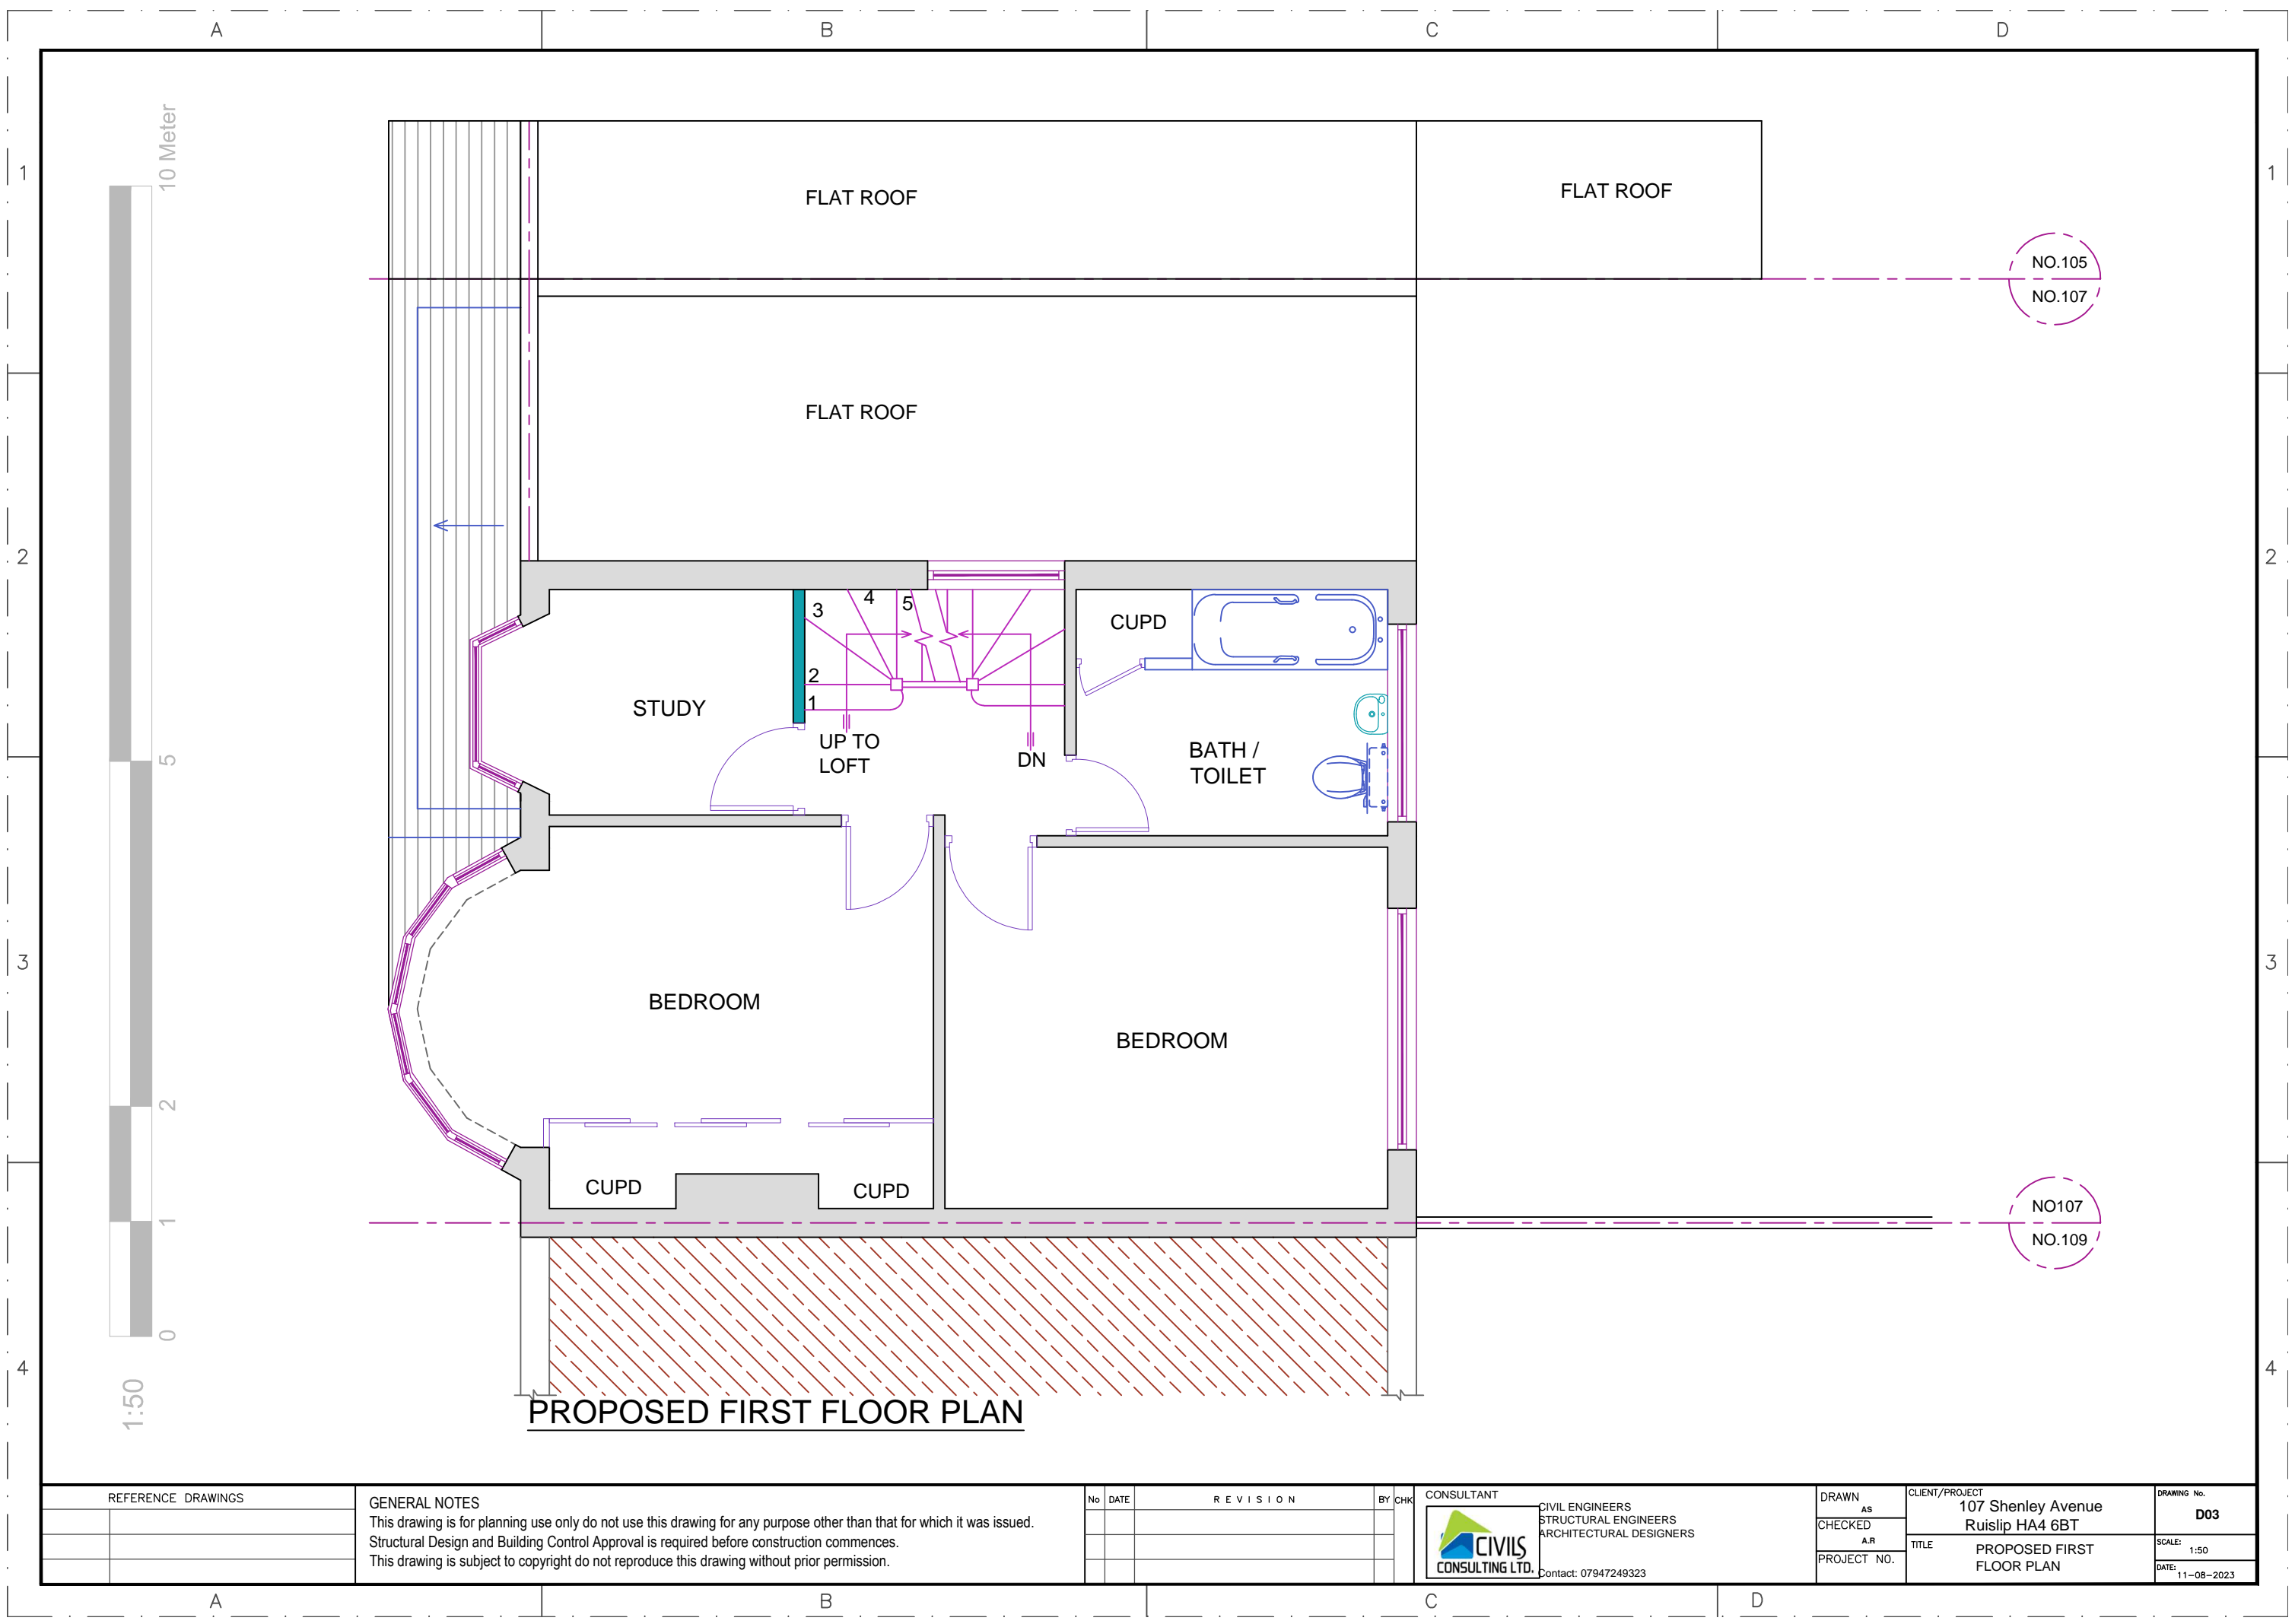 A
B
C
D
1
1
10 Meter
FLAT ROOF
FLAT ROOF
NO.105
NO.107
FLAT ROOF
2
2
3
4
5
CUPD
2
1
STUDY
UP TO
LOFT
DN
BATH /
TOILET
5
3
3
BEDROOM
BEDROOM
2
CUPD
CUPD
1
NO107
NO.109
0
4
4
1:50
PROPOSED FIRST FLOOR PLAN
REFERENCE DRAWINGS
GENERAL NOTES
This drawing is for planning use only do not use this drawing for any purpose other than that for which it was issued.
Structural Design and Building Control Approval is required before construction commences.
This drawing is subject to copyright do not reproduce this drawing without prior permission.
No DATE REVISION BY CHK
CONSULTANT
CIVILS
CONSULTING LTD.
CIVIL ENGINEERS
STRUCTURAL ENGINEERS
ARCHITECTURAL DESIGNERS
Contact: 07947249323
DRAWN
AS
CHECKED
A.R
PROJECT NO.
CLIENT/PROJECT
107 Shenley Avenue
Ruislip HA4 6BT
TITLE
PROPOSED FIRST
FLOOR PLAN
DRAWING No.
D03
SCALE:
1:50
DATE:
11-08-2023
A
B
C
D